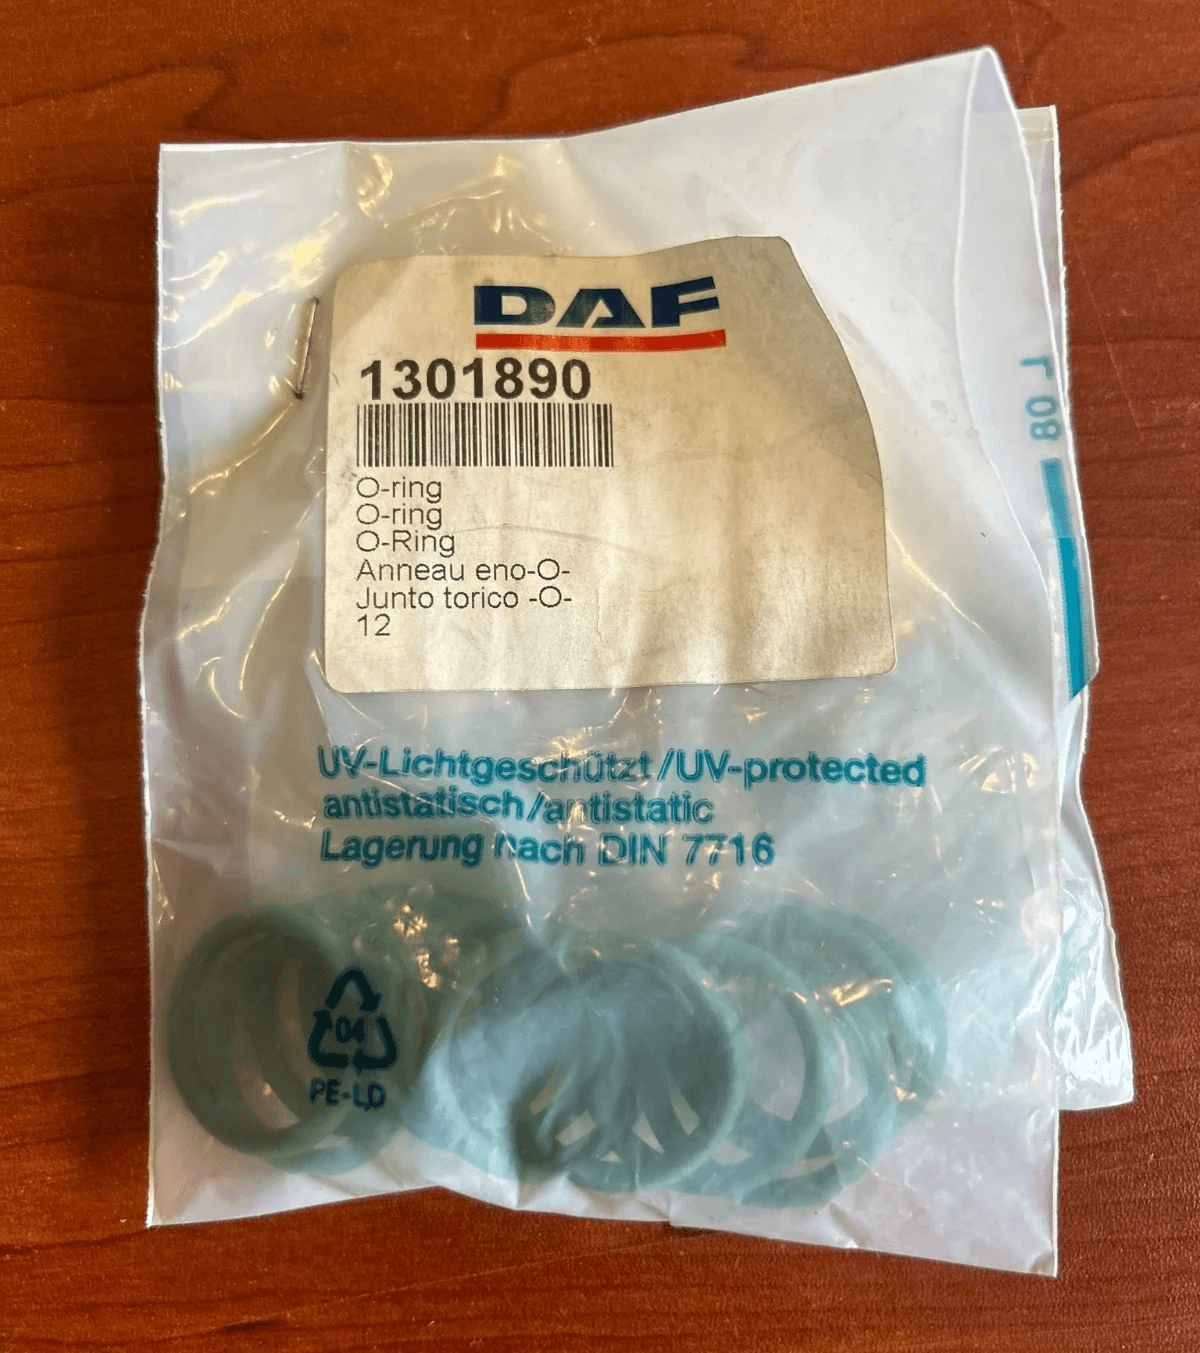 DAF
1301890
O-ring
O-ring
O-Ring
Anneau eno-O-
Junto torico -O-
12
UV-Lichtgeschützt/UV-protected
antistatisch/antistatic
Lagerung nach DIN 7716
04
PE-LD
08